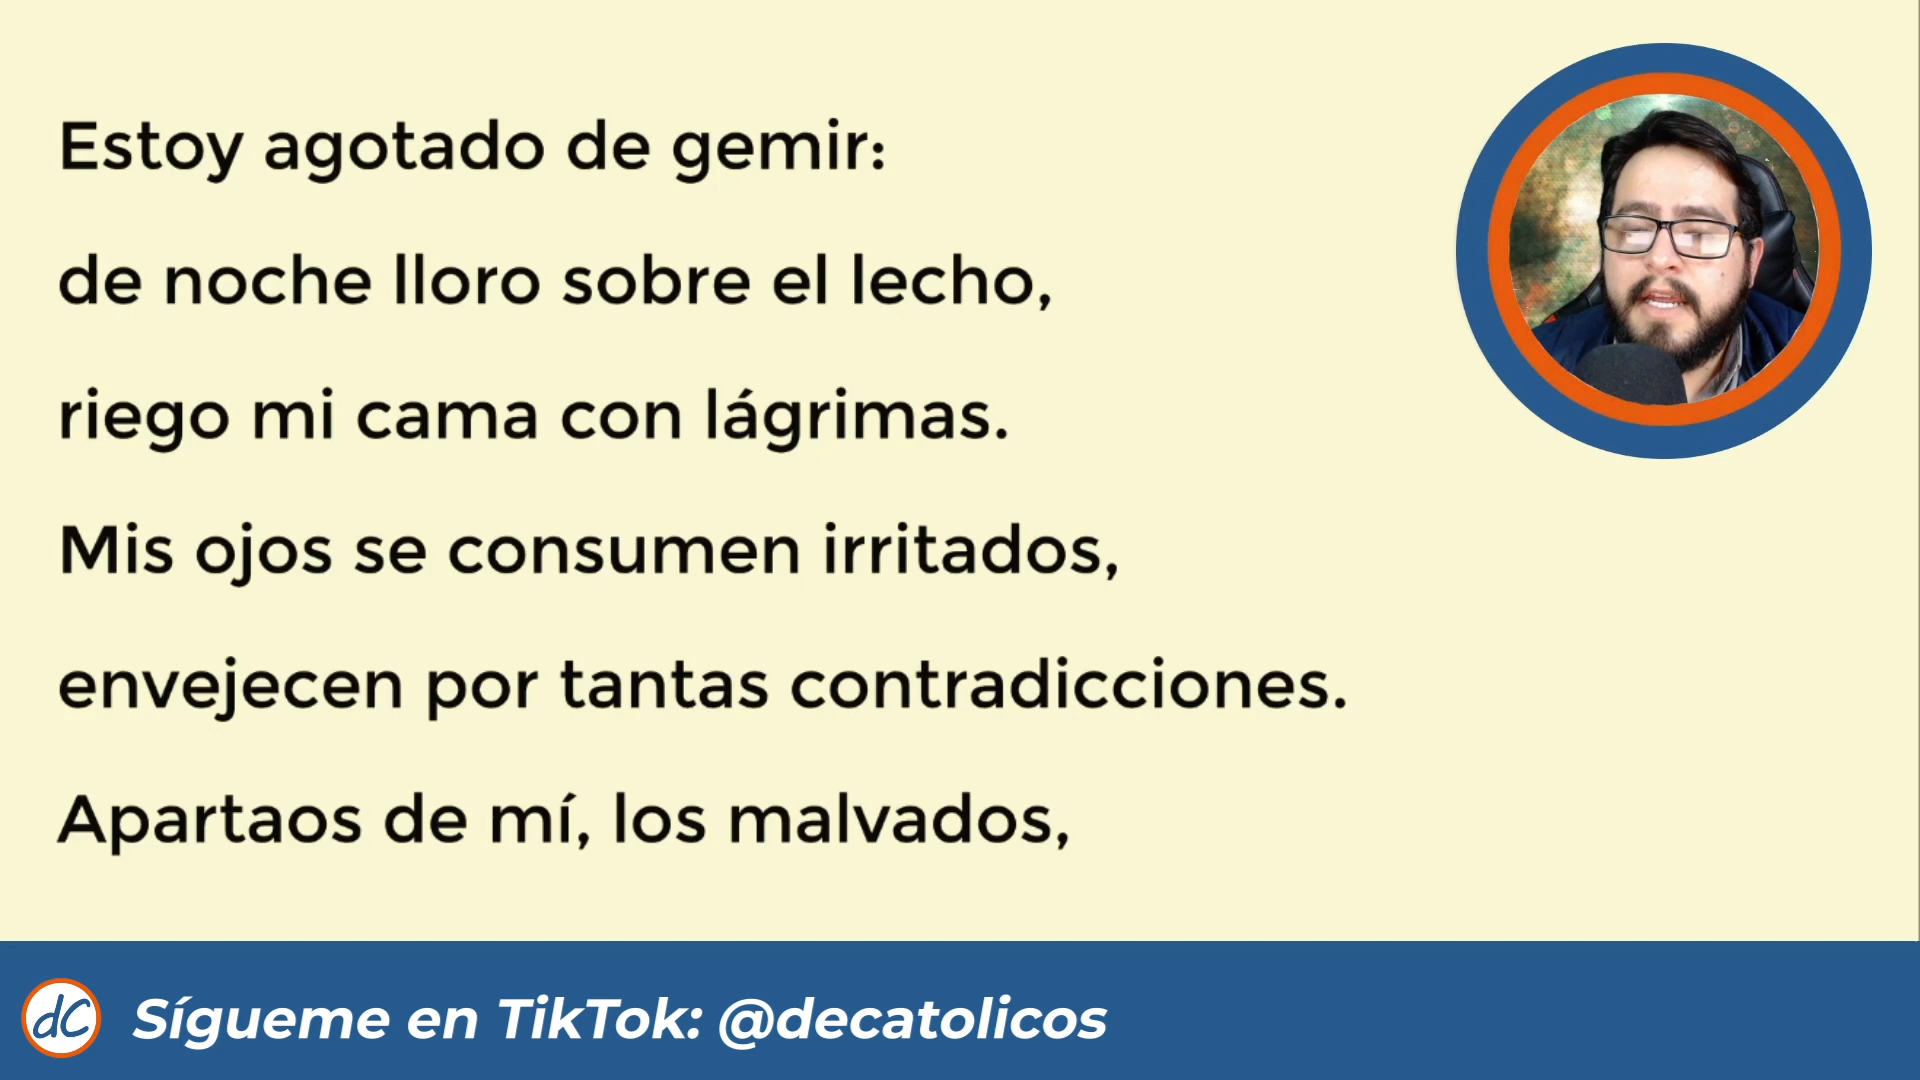 Estoy agotado de gemir:
de noche lloro sobre el lecho,
riego mi cama con lágrimas.
Mis ojos se consumen irritados,
envejecen por tantas contradicciones.
Apartaos de mí, los malvados,
dC
Sígueme en TikTok: @decatolicos